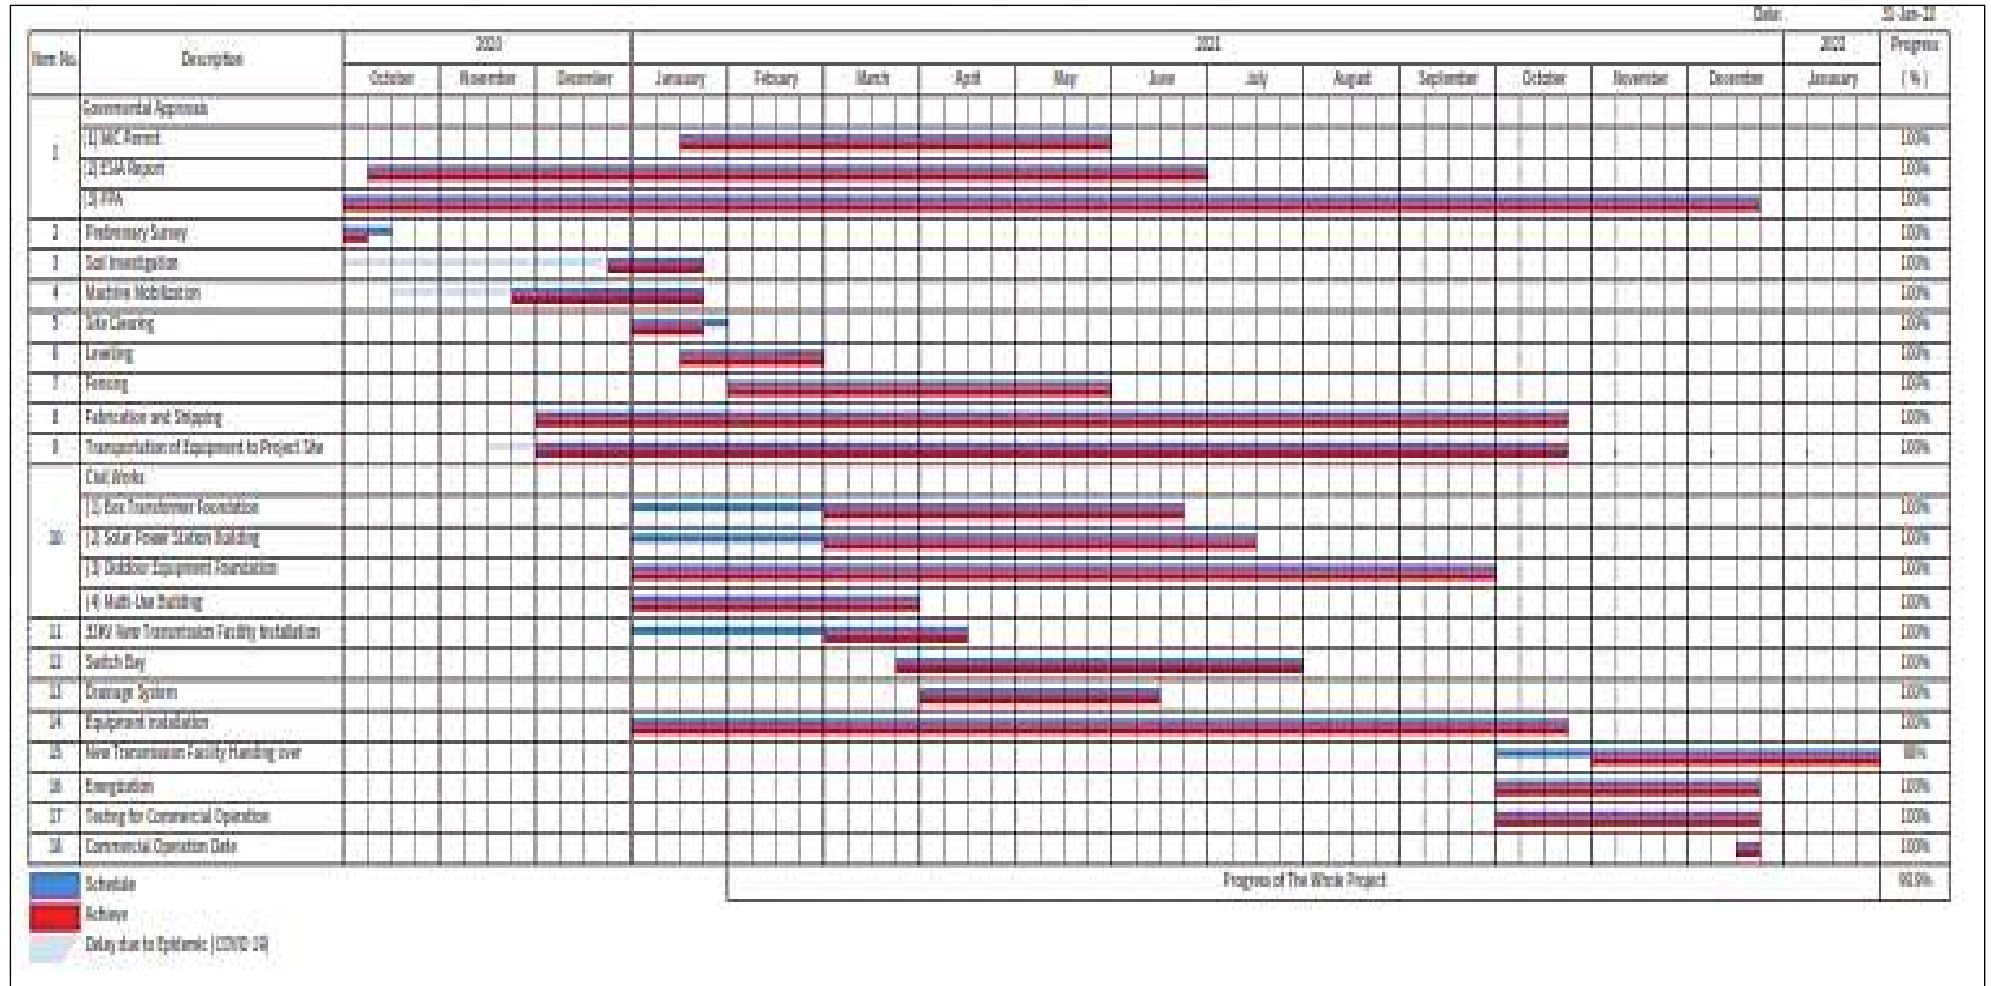 Date:
Item No. Description 2020 2021 2022 Progress
October November December Janauary Febuary March April May June July August September October November December Janauary ( % )
1 Governmental Approvals
(1) MIC Permit 100%
(2) ESIA Report 100%
(3) PPA 100%
2 Preliminary Survey 100%
3 Soil Investigation 100%
4 Machine Mobilization 100%
5 Site Clearing 100%
6 Levelling 100%
7 Fencing 100%
8 Fabrication and Shipping 100%
9 Transportation of Equipment to Project Site 100%
10 Civil Works
(1) Box Transformer Foundation 100%
(2) Solar Power Station Building 100%
(3) Outdoor Equipment Foundation 100%
(4) Multi-Use Building 100%
11 New Transmission Facility Installation 100%
12 Switch Bay 100%
13 Drainage System 100%
14 Equipment Installation 100%
15 New Transmission Facility Handing over
16 Energization 100%
17 Testing for Commercial Operation 100%
18 Commercial Operation Date 100%
Schedule
Progress of The Whole Project
Achieve
Delay due to Epidemic (COVID 19)